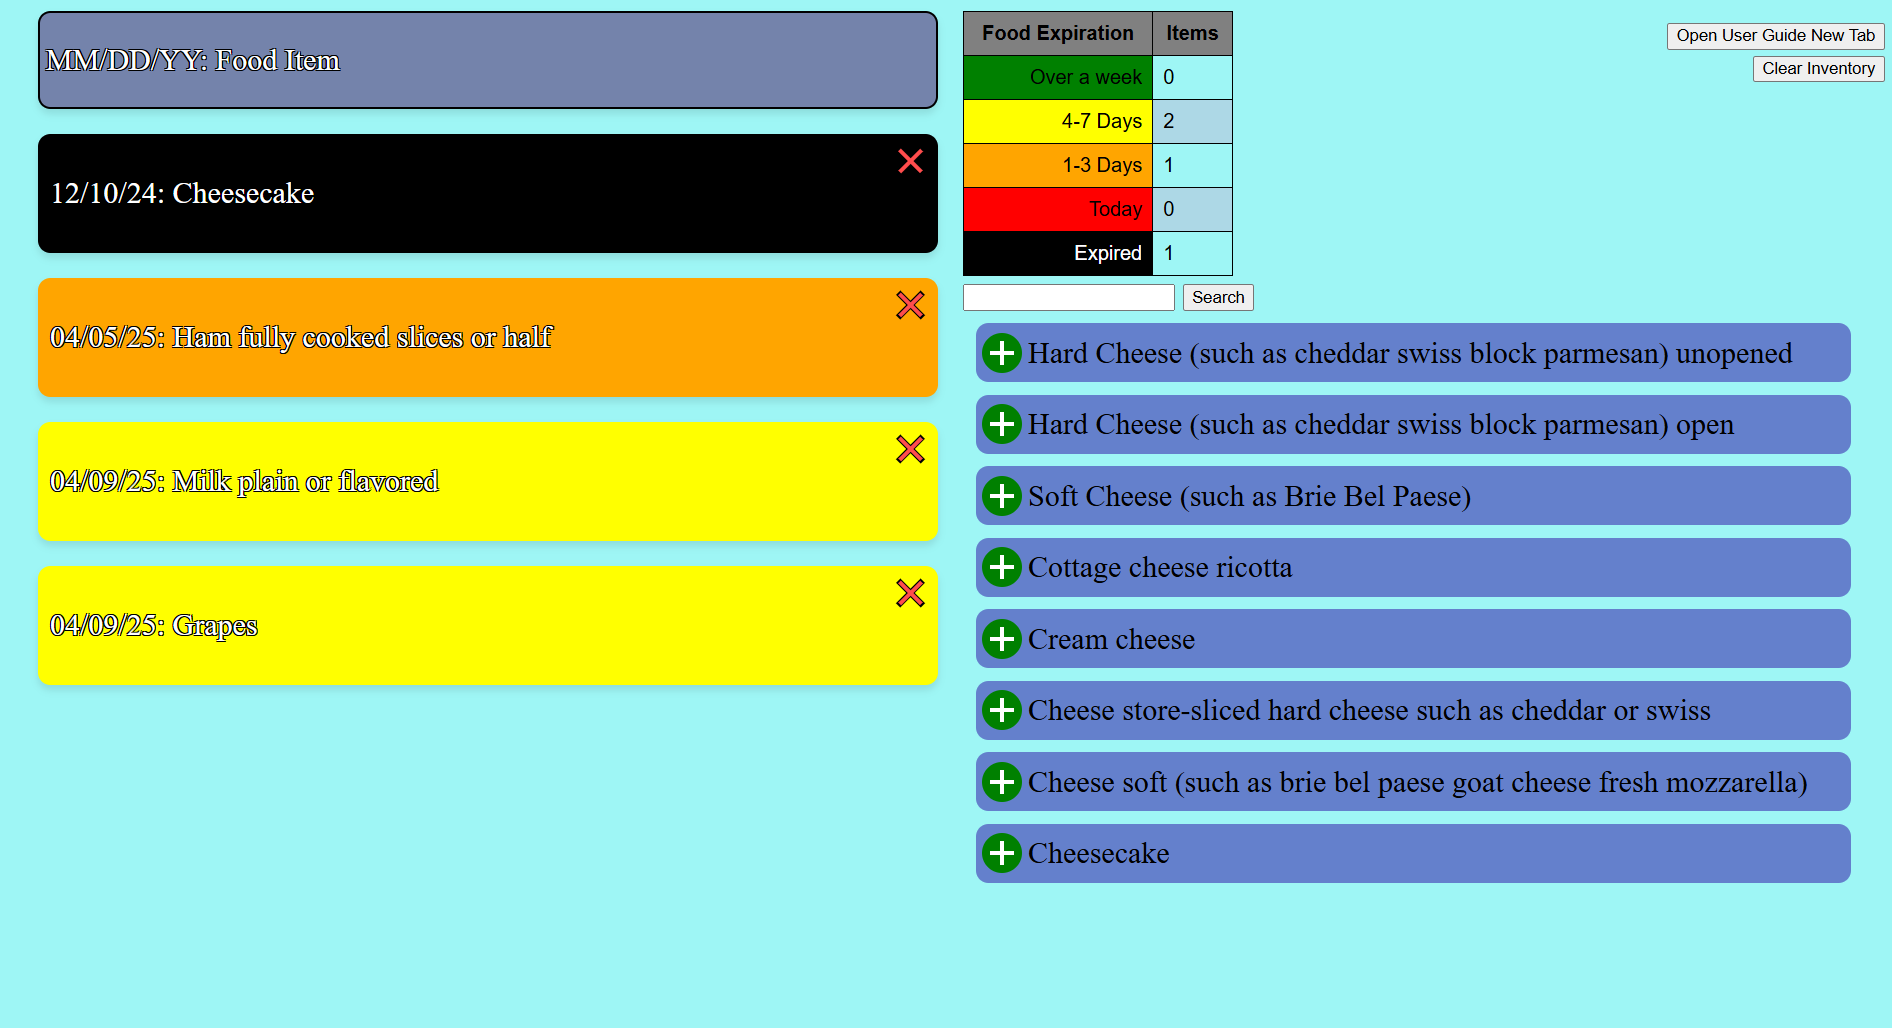 MM/DD/YY: Food Item
12/10/24: Cheesecake
04/05/25: Ham fully cooked slices or half
04/09/25: Milk plain or flavored
04/09/25: Grapes
Food Expiration Items
Over a week 0
4-7 Days 2
1-3 Days 1
Today 0
Expired 1
Search
Hard Cheese (such as cheddar swiss block parmesan) unopened
Hard Cheese (such as cheddar swiss block parmesan) open
Soft Cheese (such as Brie Bel Paese)
Cottage cheese ricotta
Cream cheese
Cheese store-sliced hard cheese such as cheddar or swiss
Cheese soft (such as brie bel paese goat cheese fresh mozzarella)
Cheesecake
Open User Guide New Tab
Clear Inventory